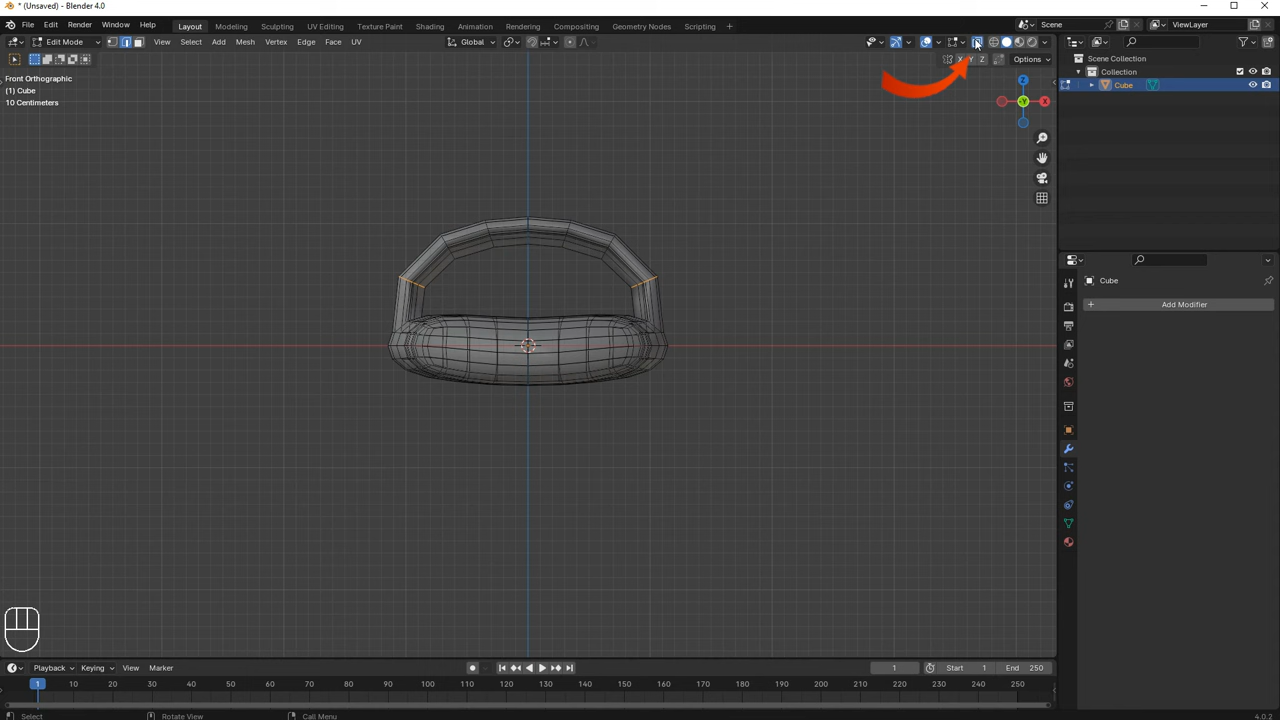 * (Unsaved) - Blender 4.0
File Edit Render Window Help Layout Modeling Sculpting UV Editing Texture Paint Shading Animation Rendering Compositing Geometry Nodes Scripting + Scene ViewLayer
Edit Mode View Select Add Mesh Vertex Edge Face UV Global
X Y Z Options
Scene Collection
Collection
Cube
Front Orthographic
(1) Cube
10 Centimeters
Z
Y
X
Cube
+ Add Modifier
Playback Keying View Marker 1 Start 1 End 250
1 10 20 30 40 50 60 70 80 90 100 110 120 130 140 150 160 170 180 190 200 210 220 230 240 250
Select Rotate View Call Menu 4.0.2